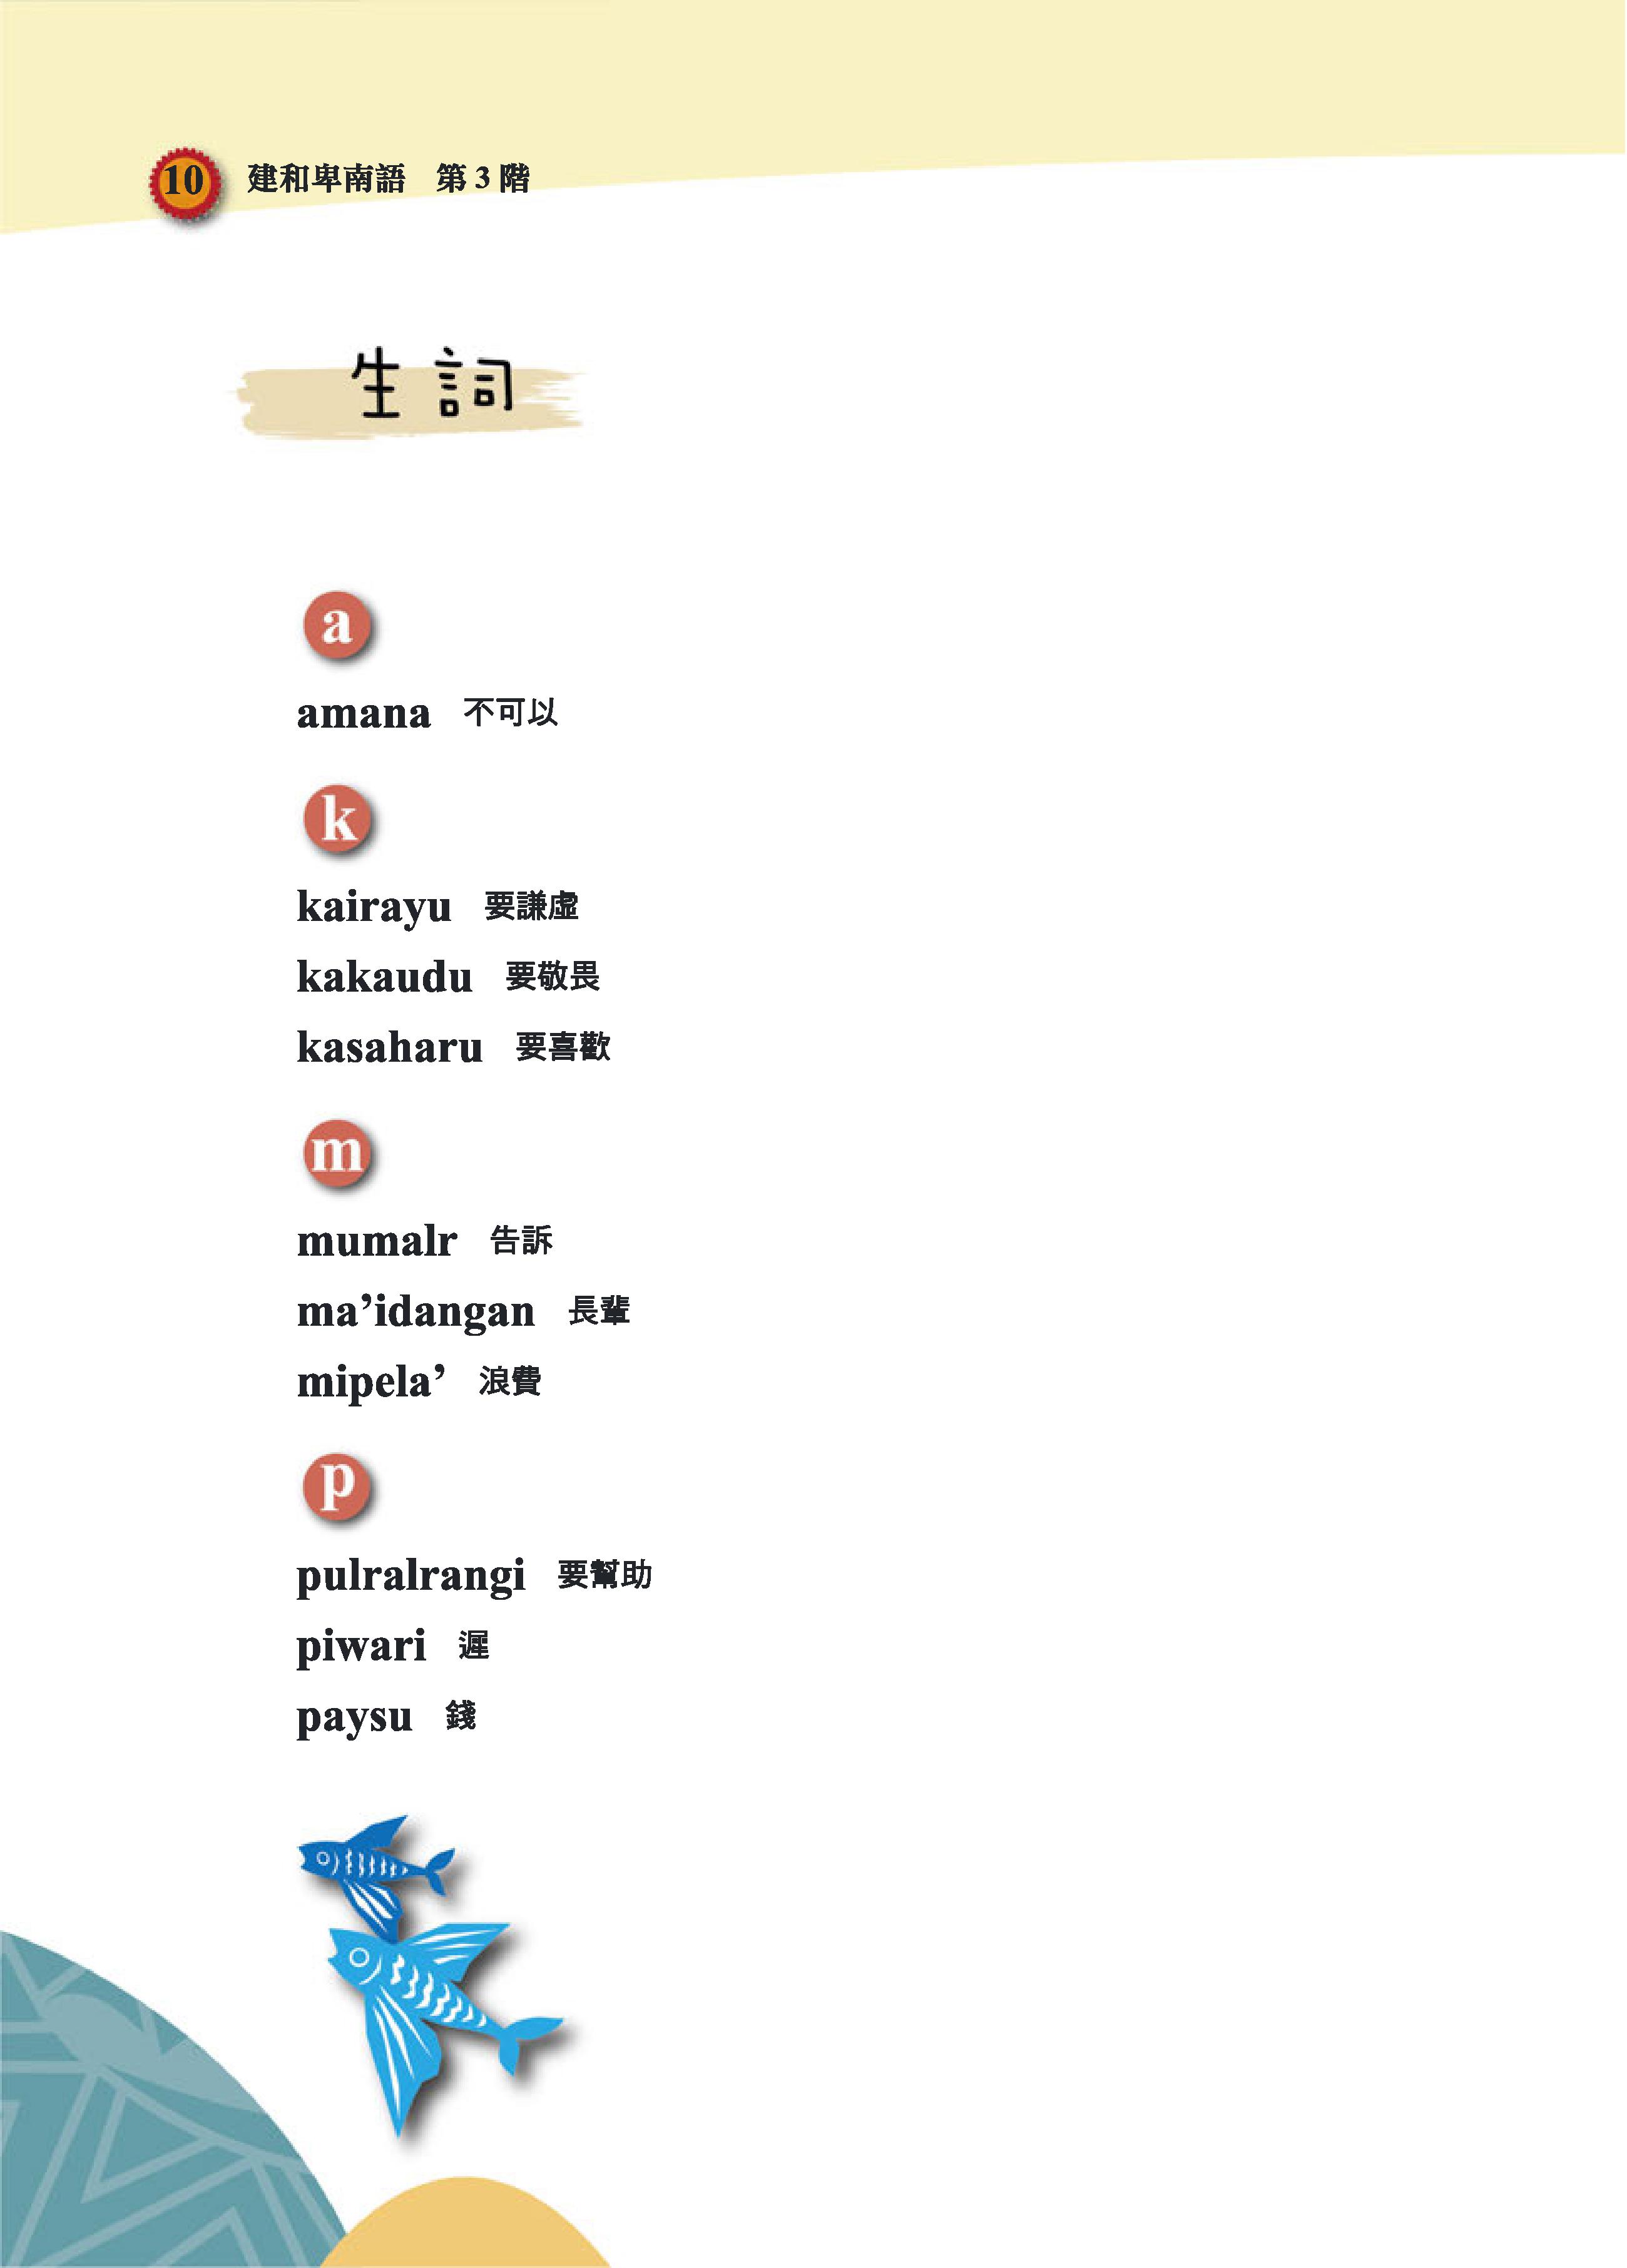 10 建和卑南語 第3階
生詞
a
amana 不可以
k
kairayu 要謙虛
kakaudu 要敬畏
kasaharu 要喜歡
m
mumalr 告訴
ma’idangan 長輩
mipela’ 浪費
p
pulralrangi 要幫助
piwari 遲
paysu 錢